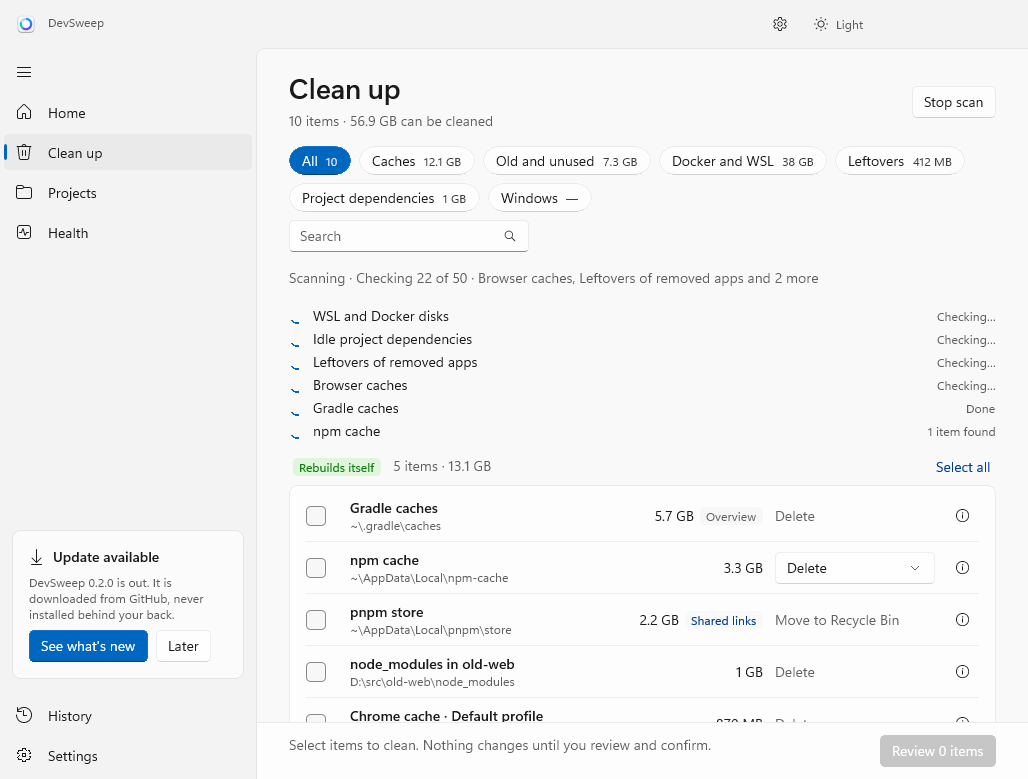 DevSweep
Light
Home
Clean up
Projects
Health
Update available
DevSweep 0.2.0 is out. It is
downloaded from GitHub, never
installed behind your back.
See what's new
Later
History
Settings
Clean up
10 items · 56.9 GB can be cleaned
Stop scan
All 10
Caches 12.1 GB
Old and unused 7.3 GB
Docker and WSL 38 GB
Leftovers 412 MB
Project dependencies 1 GB
Windows —
Search
Scanning · Checking 22 of 50 · Browser caches, Leftovers of removed apps and 2 more
WSL and Docker disks Checking...
Idle project dependencies Checking...
Leftovers of removed apps Checking...
Browser caches Checking...
Gradle caches Done
npm cache 1 item found
Rebuilds itself 5 items · 13.1 GB Select all
Gradle caches
~\.gradle\caches
5.7 GB Overview Delete
npm cache
~\AppData\Local\npm-cache
3.3 GB Delete
pnpm store
~\AppData\Local\pnpm\store
2.2 GB Shared links Move to Recycle Bin
node_modules in old-web
D:\src\old-web\node_modules
1 GB Delete
Chrome cache · Default profile
Select items to clean. Nothing changes until you review and confirm.
Review 0 items